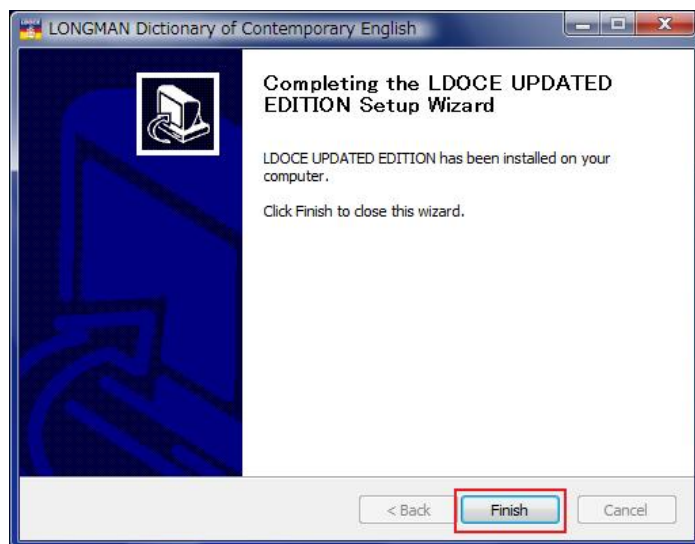 LONGMAN Dictionary of Contemporary English
Completing the LDOCE UPDATED
EDITION Setup Wizard
LDOCE UPDATED EDITION has been installed on your
computer.
Click Finish to close this wizard.
< Back Finish Cancel